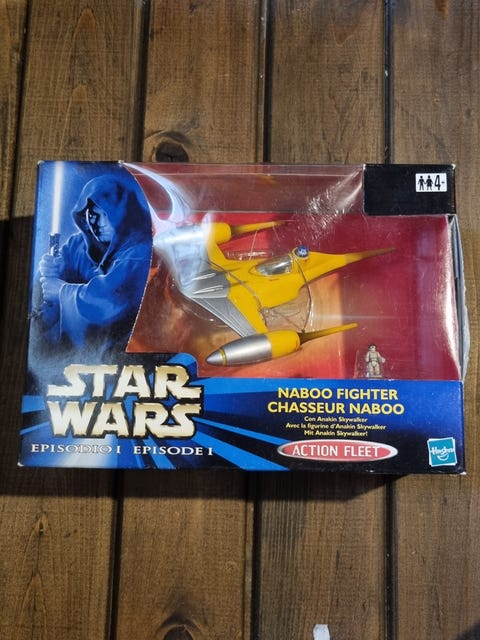 4+
STAR
WARS
EPISODIO I EPISODE I
NABOO FIGHTER
CHASSEUR NABOO
Con Anakin Skywalker
Avec la figurine d'Anakin Skywalker
Mit Anakin Skywalker!
ACTION FLEET
Hasbro